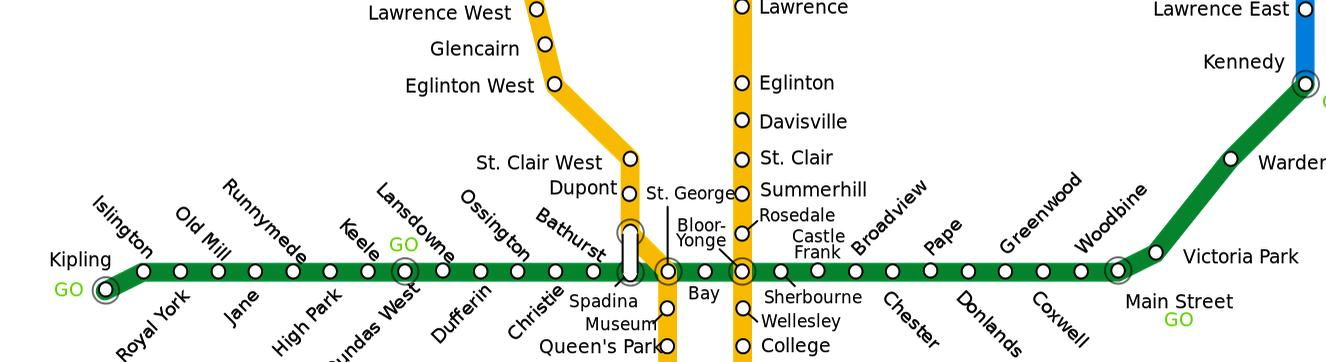 Lawrence West
Lawrence
Lawrence East
Glencairn
Kennedy
Eglinton West
Eglinton
Davisville
St. Clair West
St. Clair
Warden
Dupont
St. George
Summerhill
Rosedale
Bloor-
Yonge
Castle
Frank
Kipling
GO
Islington
Royal York
Old Mill
Jane
Runnymede
High Park
Keele
GO
Dundas West
Lansdowne
Dufferin
Ossington
Christie
Bathurst
Spadina
Museum
Queen's Park
Bay
Sherbourne
Wellesley
College
Broadview
Chester
Pape
Donlands
Greenwood
Coxwell
Woodbine
Main Street
GO
Victoria Park